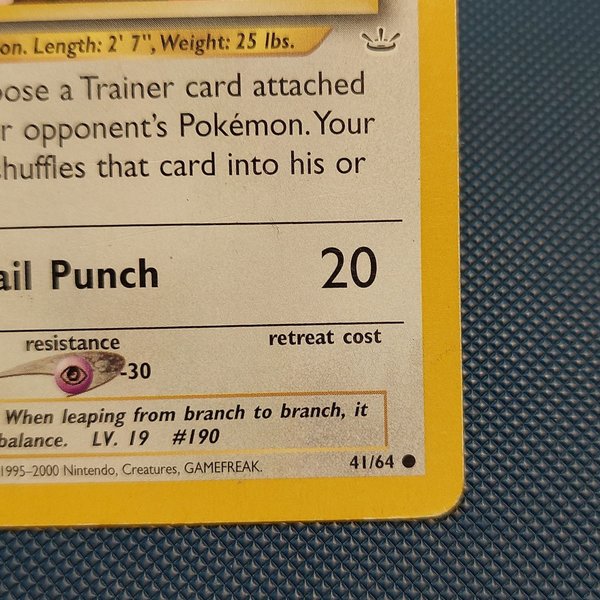 on. Length: 2' 7", Weight: 25 lbs.
ose a Trainer card attached
r opponent's Pokémon. Your
huffles that card into his or
ail Punch 20
resistance retreat cost
-30
When leaping from branch to branch, it
balance. LV. 19 #190
1995–2000 Nintendo, Creatures, GAMEFREAK. 41/64